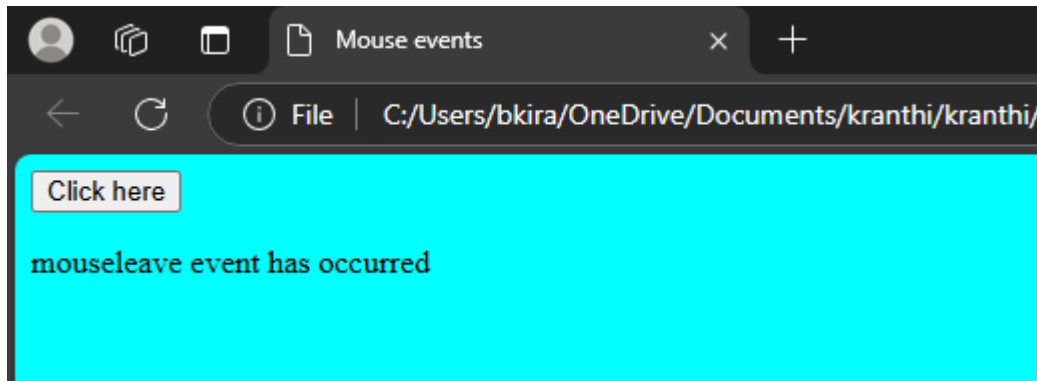 Mouse events
File
C:/Users/bkira/OneDrive/Documents/kranthi/kranthi/
Click here
mouseleave event has occurred